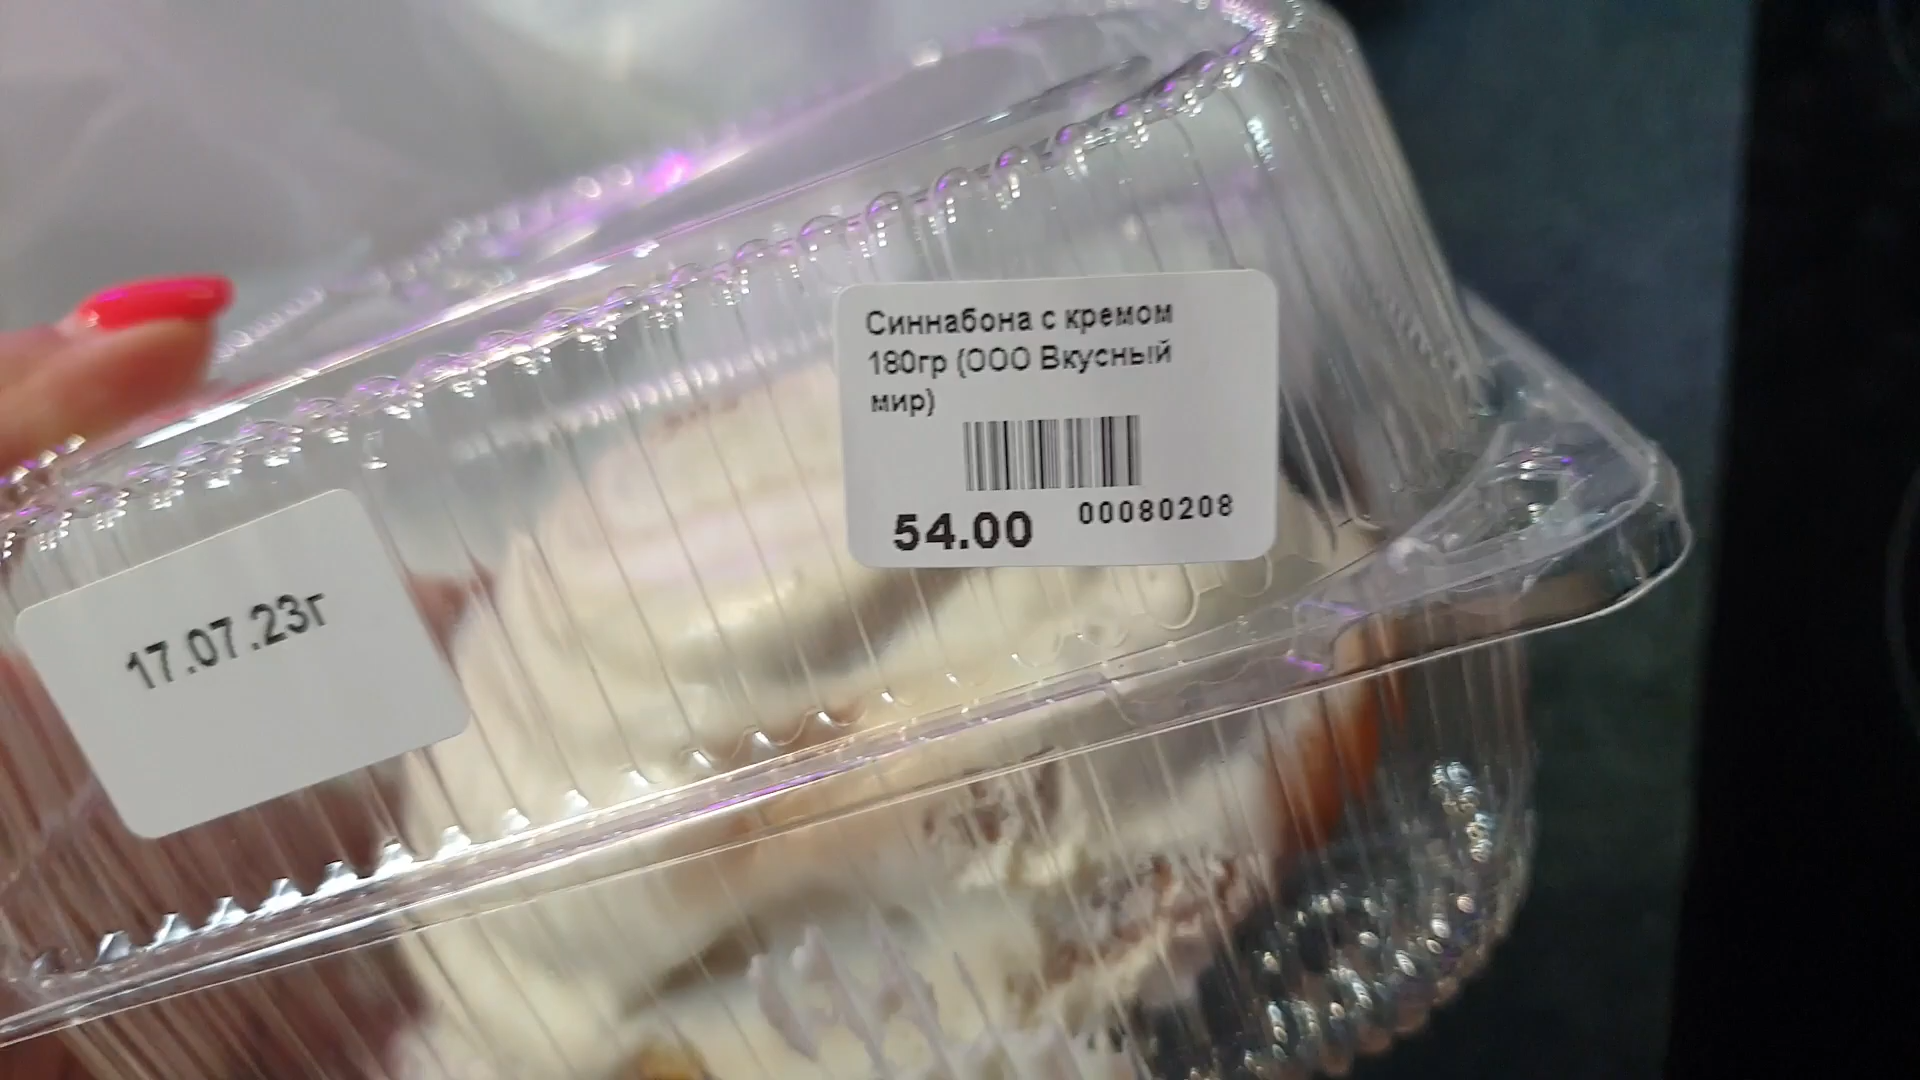 Синнабона с кремом
180гр (ООО Вкусный
мир)
54.00 00080208
17.07.23г